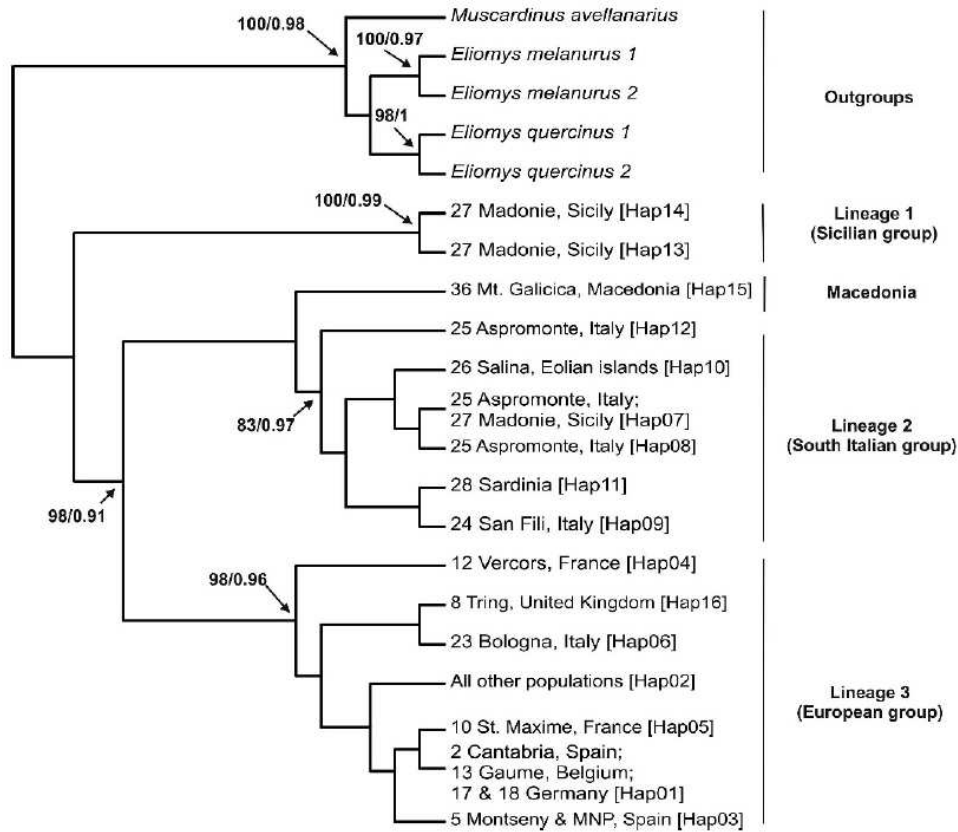 Muscardinus avellanarius
100/0.98
100/0.97
Eliomys melanurus 1
Eliomys melanurus 2
Outgroups
98/1
Eliomys quercinus 1
Eliomys quercinus 2
100/0.99
27 Madonie, Sicily [Hap14]
Lineage 1
(Sicilian group)
27 Madonie, Sicily [Hap13]
36 Mt. Galicica, Macedonia [Hap15]
Macedonia
25 Aspromonte, Italy [Hap12]
26 Salina, Eolian islands [Hap10]
25 Aspromonte, Italy;
27 Madonie, Sicily [Hap07]
83/0.97
25 Aspromonte, Italy [Hap08]
Lineage 2
(South Italian group)
28 Sardinia [Hap11]
98/0.91
24 San Fili, Italy [Hap09]
12 Vercors, France [Hap04]
98/0.96
8 Tring, United Kingdom [Hap16]
23 Bologna, Italy [Hap06]
All other populations [Hap02]
Lineage 3
(European group)
10 St. Maxime, France [Hap05]
2 Cantabria, Spain;
13 Gaume, Belgium;
17 & 18 Germany [Hap01]
5 Montseny & MNP, Spain [Hap03]